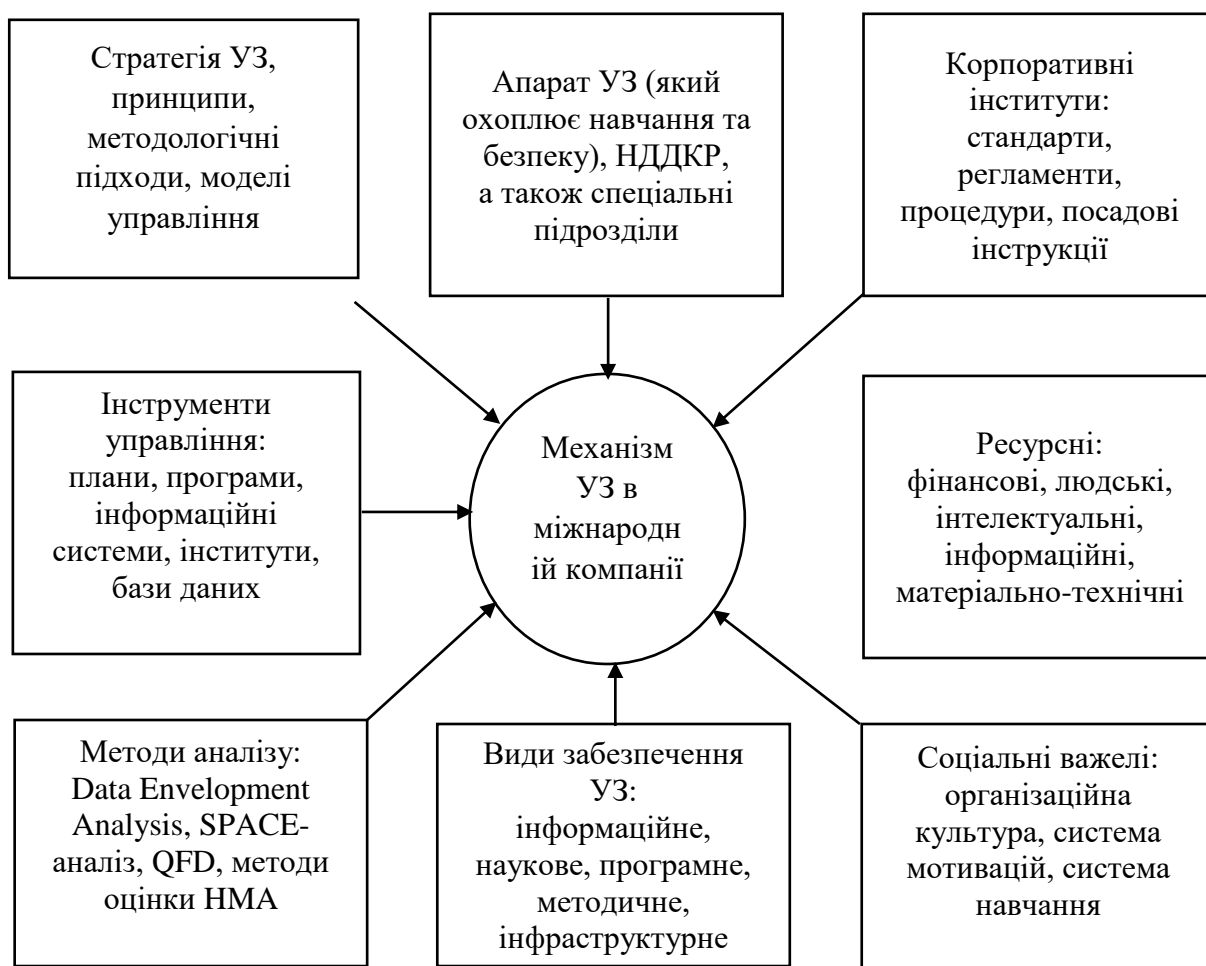 Стратегія УЗ,
принципи,
методологічні
підходи, моделі
управління
Апарат УЗ (який
охоплює навчання та
безпеку), НДДКР,
а також спеціальні
підрозділи
Корпоративні
інститути:
стандарти,
регламенти,
процедури, посадові
інструкції
Інструменти
управління:
плани, програми,
інформаційні
системи, інститути,
бази даних
Механізм
УЗ в
міжнародн
ій компанії
Ресурсні:
фінансові, людські,
інтелектуальні,
інформаційні,
матеріально-технічні
Методи аналізу:
Data Envelopment
Analysis, SPACE-
аналіз, QFD, методи
оцінки НМА
Види забезпечення
УЗ:
інформаційне,
наукове, програмне,
методичне,
інфраструктурне
Соціальні важелі:
організаційна
культура, система
мотивацій, система
навчання